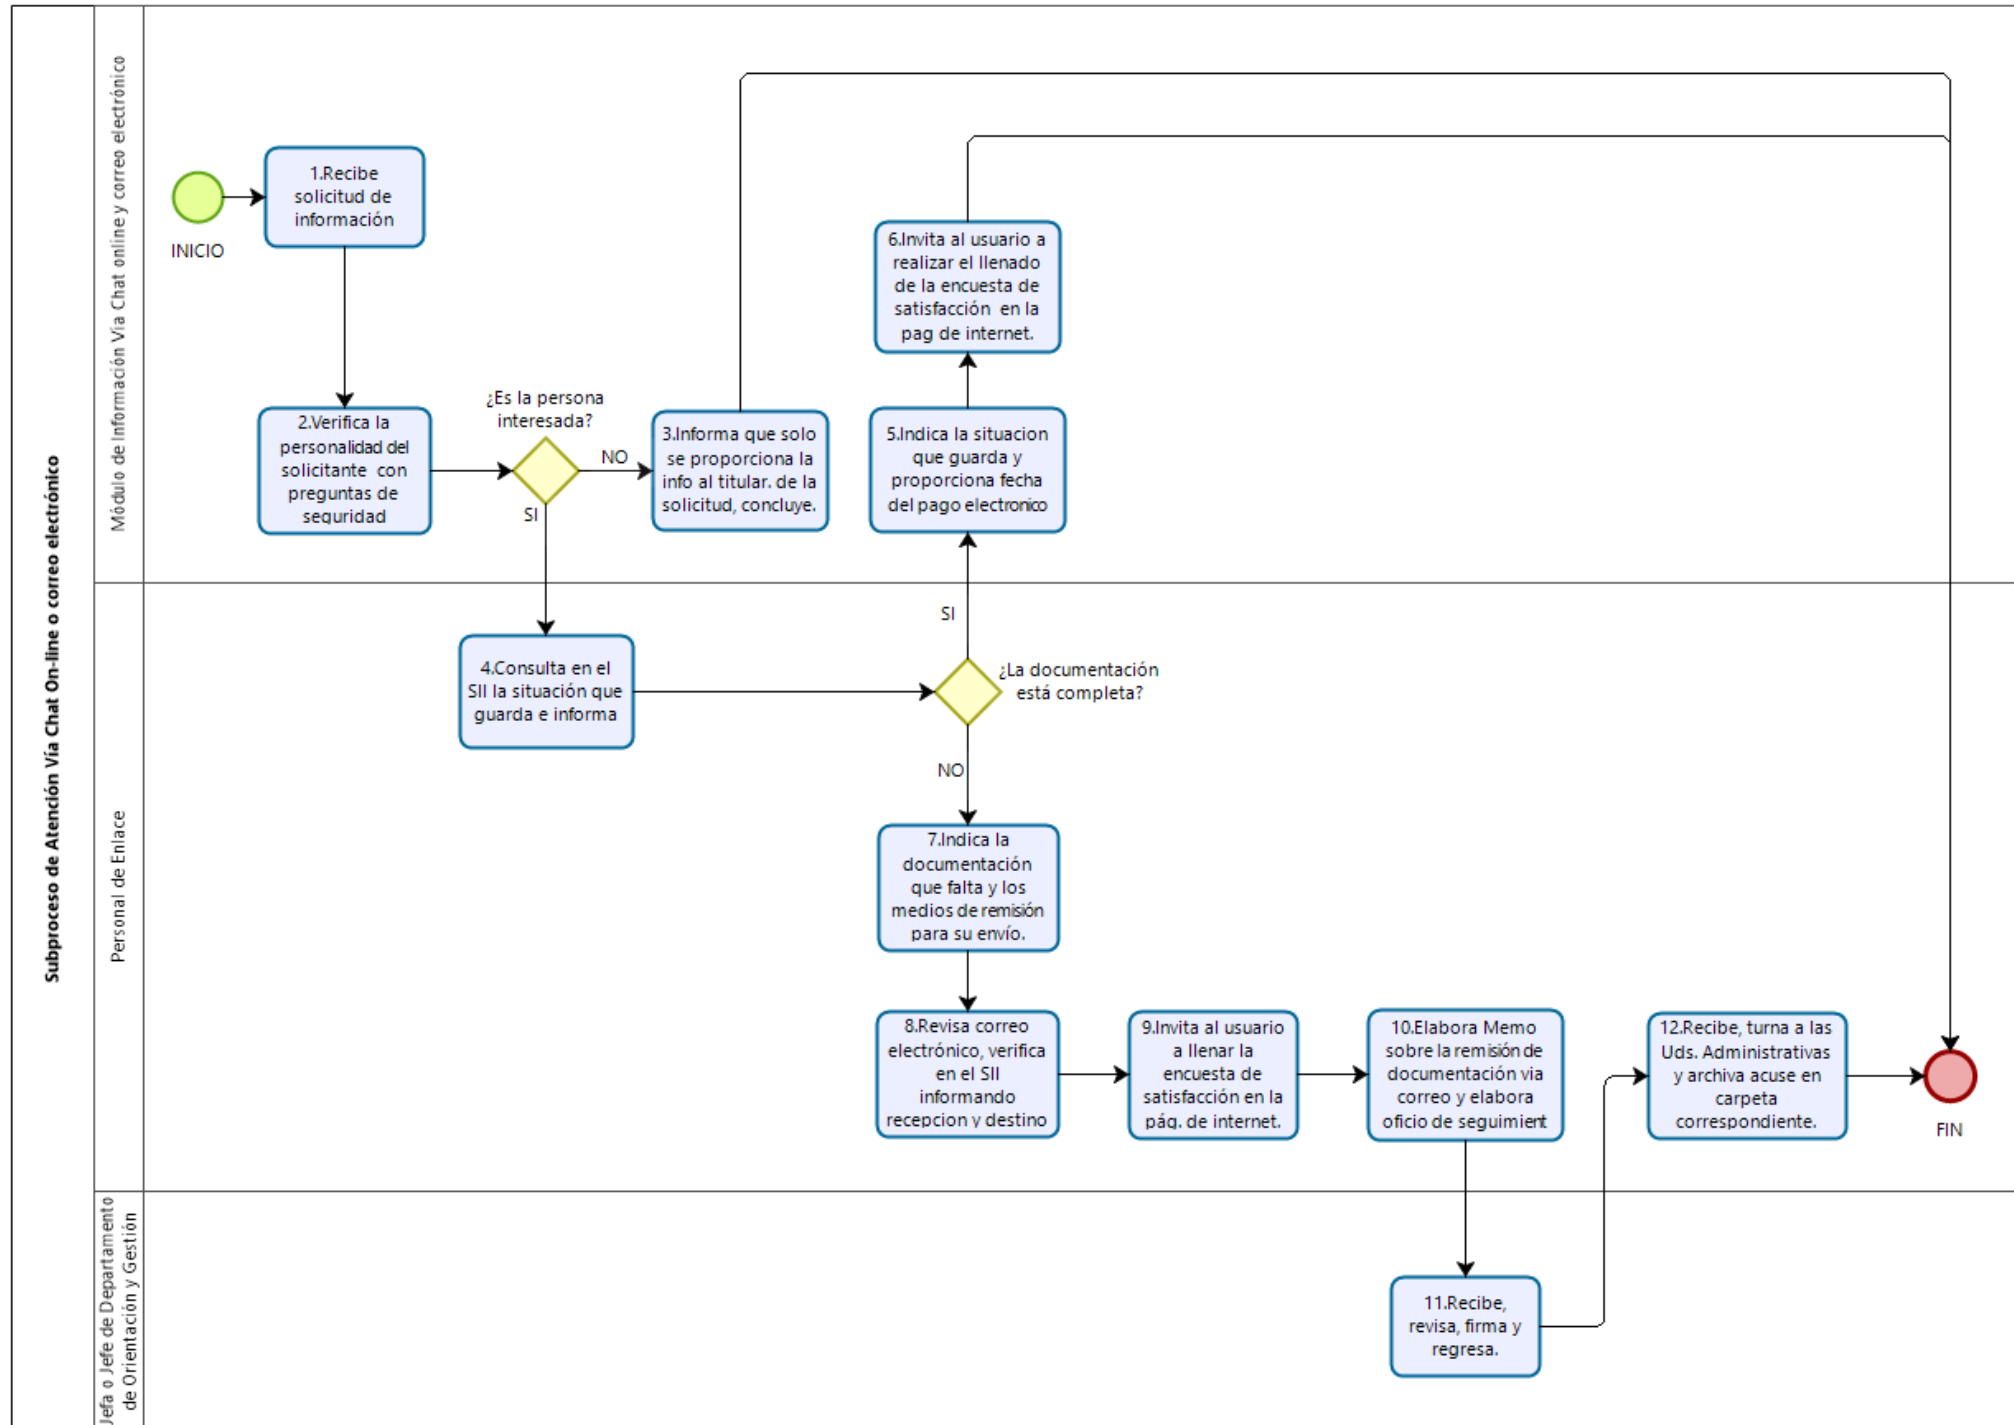 Subproceso de Atención Vía Chat On-line o correo electrónico
Módulo de Información Via Chat online y correo electrónico
INICIO
1.Recibe
solicitud de
información
2.Verifica la
personalidad del
solicitante con
preguntas de
seguridad
¿Es la persona
interesada?
NO
SI
3.Informa que solo
se proporciona la
info al titular. de la
solicitud, concluye.
6.Invita al usuario a
realizar el llenado
de la encuesta de
satisfacción en la
pag de internet.
5.Indica la situacion
que guarda y
proporciona fecha
del pago electronico
Personal de Enlace
4.Consulta en el
SII la situación que
guarda e informa
SI
¿La documentación
está completa?
NO
7.Indica la
documentación
que falta y los
medios de remisión
para su envío.
8.Revisa correo
electrónico, verifica
en el SII
informando
recepcion y destino
9.Invita al usuario
a llenar la
encuesta de
satisfacción en la
pág. de internet.
10.Elabora Memo
sobre la remisión de
documentación via
correo y elabora
oficio de seguimient
12.Recibe, turna a las
Uds. Administrativas
y archiva acuse en
carpeta
correspondiente.
FIN
Jefa o Jefe de Departamento
de Orientación y Gestión
11.Recibe,
revisa, firma y
regresa.